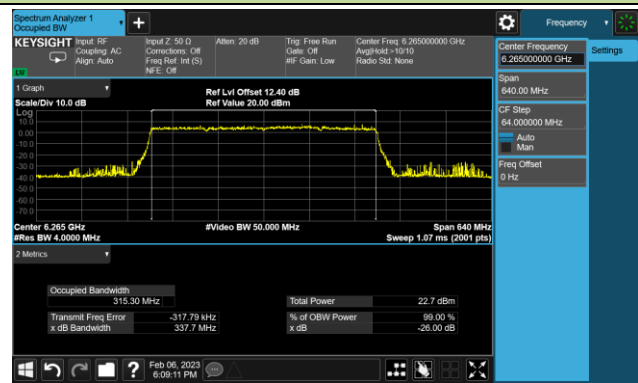 Spectrum Analyzer 1
Occupied BW
Frequency
KEYSIGHT
Input: RF
Coupling: AC
Align: Auto
Input Z: 50 Ω
Corrections: Off
Freq Ref: Int (S)
NFE: Off
Atten: 20 dB
Trig: Free Run
Gate: Off
#IF Gain: Low
Center Freq: 6.265000000 GHz
Avg|Hold:>10/10
Radio Std: None
Center Frequency
6.265000000 GHz
Settings
Span
640.00 MHz
CF Step
64.000000 MHz
Auto
Man
Freq Offset
0 Hz
1 Graph
Scale/Div 10.0 dB
Ref Lvl Offset 12.40 dB
Ref Value 20.00 dBm
Log
10.0
0.00
-10.0
-20.0
-30.0
-40.0
-50.0
-60.0
-70.0
Center 6.265 GHz
#Res BW 4.0000 MHz
#Video BW 50.000 MHz
Span 640 MHz
Sweep 1.07 ms (2001 pts)
2 Metrics
Occupied Bandwidth
315.30 MHz
Total Power 22.7 dBm
Transmit Freq Error -317.79 kHz
% of OBW Power 99.00 %
x dB Bandwidth 337.7 MHz
x dB -26.00 dB
Feb 06, 2023
6:09:11 PM